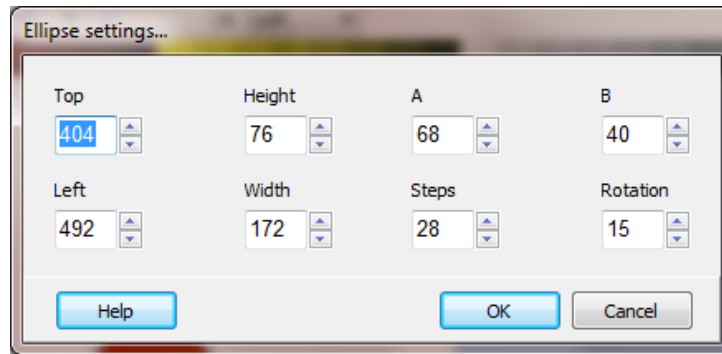 Ellipse settings...
Top Height A B
404 76 68 40
Left Width Steps Rotation
492 172 28 15
Help OK Cancel